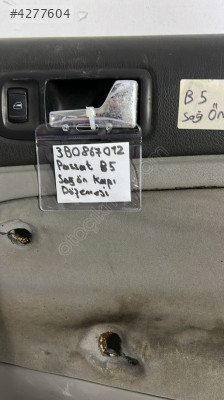 #4277604
B5
Sağ Ön
3B0867012
Passat B5
Sağ ön kapı
Döşemesi